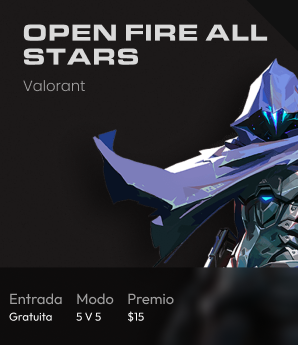 OPEN FIRE ALL
STARS
Valorant
Entrada Modo Premio
Gratuita 5 V 5 $15